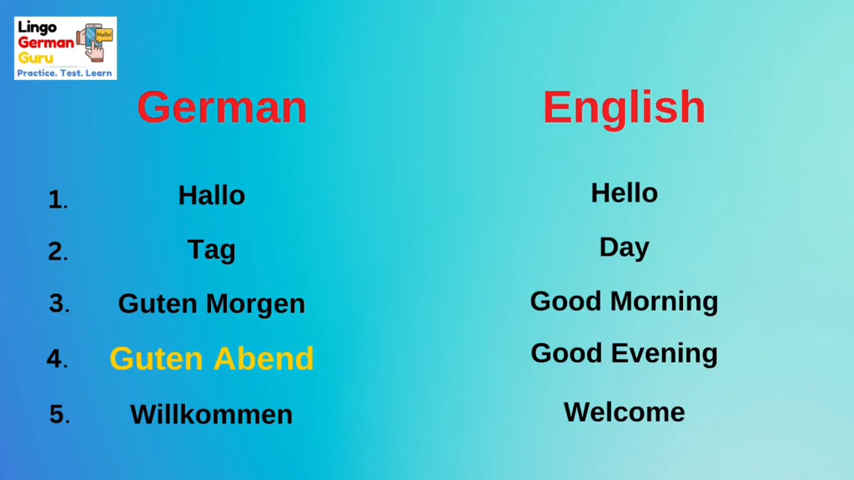 Lingo
German
Guru
Hallo!
Practice. Test. Learn
German English
1. Hallo Hello
2. Tag Day
3. Guten Morgen Good Morning
4. Guten Abend Good Evening
5. Willkommen Welcome